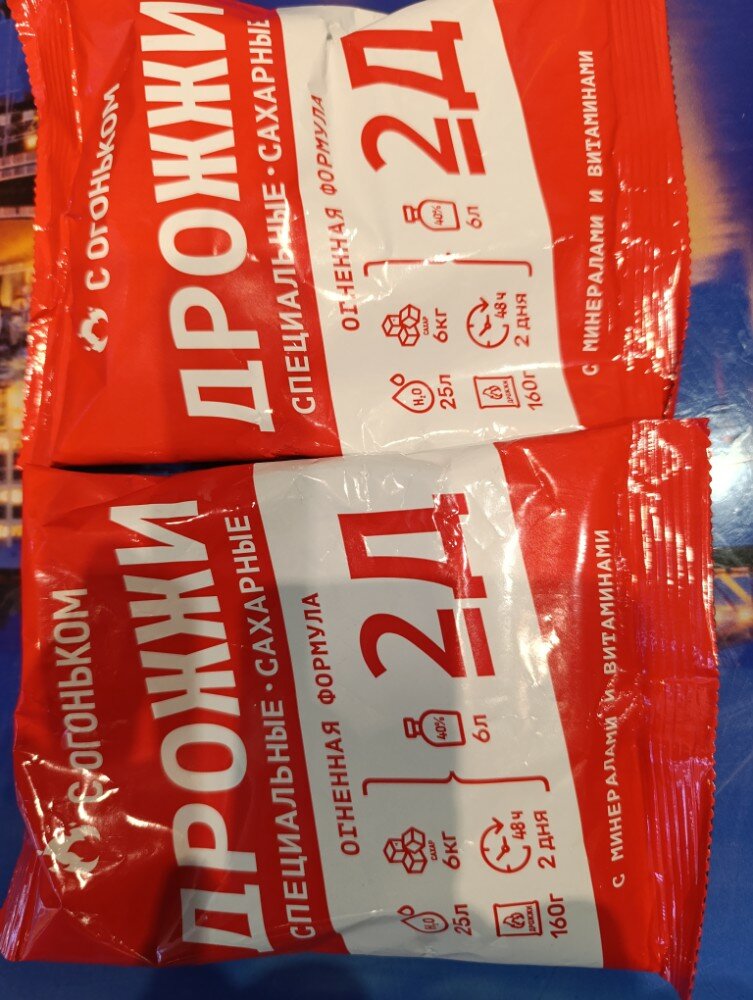 С ОГОНЬКОМ
ДРОЖЖИ
СПЕЦИАЛЬНЫЕ • САХАРНЫЕ
ОГНЕННАЯ ФОРМУЛА
2Д
H₂O
25л
САХАР
6кг
40%
6л
ДРОЖЖИ
160г
48ч
2 ДНЯ
С МИНЕРАЛАМИ И ВИТАМИНАМИ
С ОГОНЬКОМ
ДРОЖЖИ
СПЕЦИАЛЬНЫЕ • САХАРНЫЕ
ОГНЕННАЯ ФОРМУЛА
2Д
H₂O
25л
САХАР
6кг
40%
6л
ДРОЖЖИ
160г
48ч
2 ДНЯ
С МИНЕРАЛАМИ И ВИТАМИНАМИ